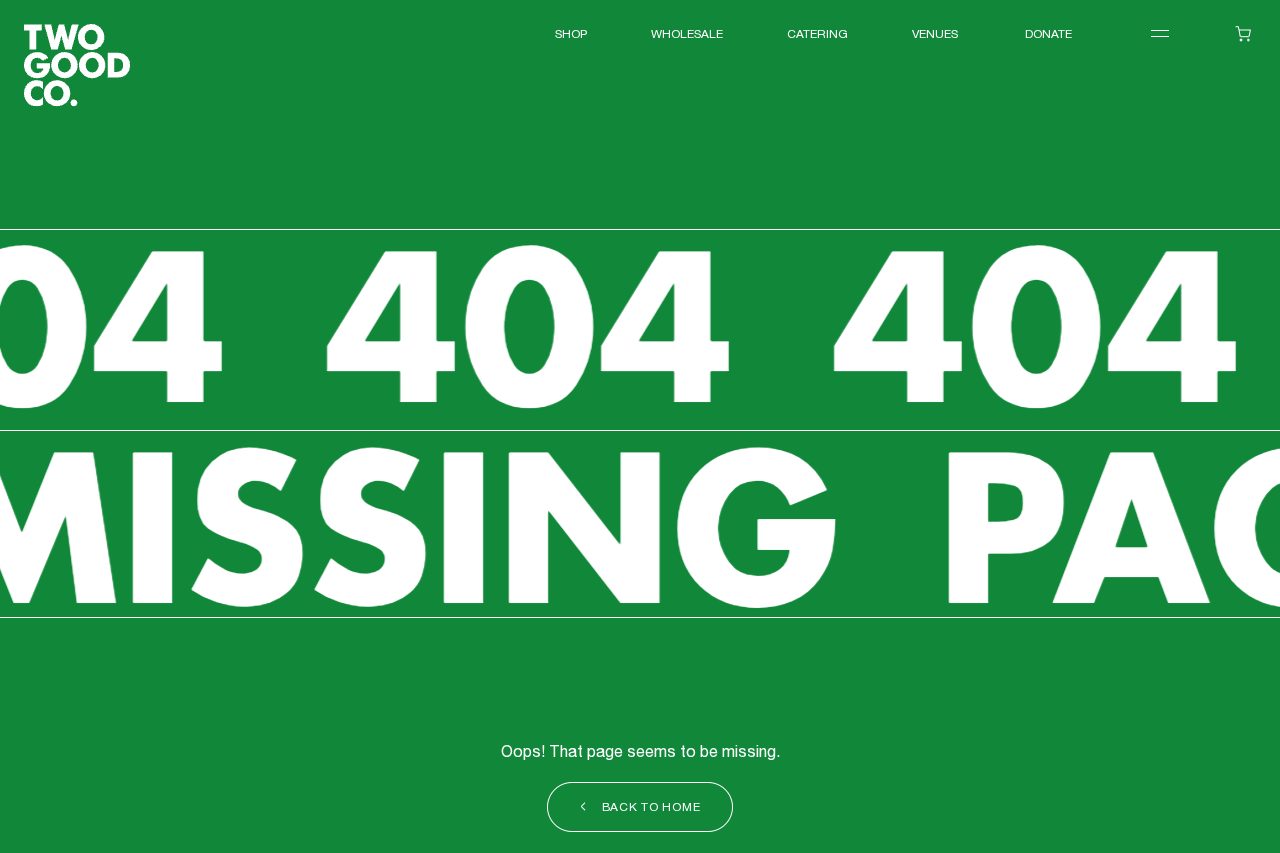 TWO
GOOD
CO.
SHOP WHOLESALE CATERING VENUES DONATE
04 404 404
MISSING PAG
Oops! That page seems to be missing.
BACK TO HOME